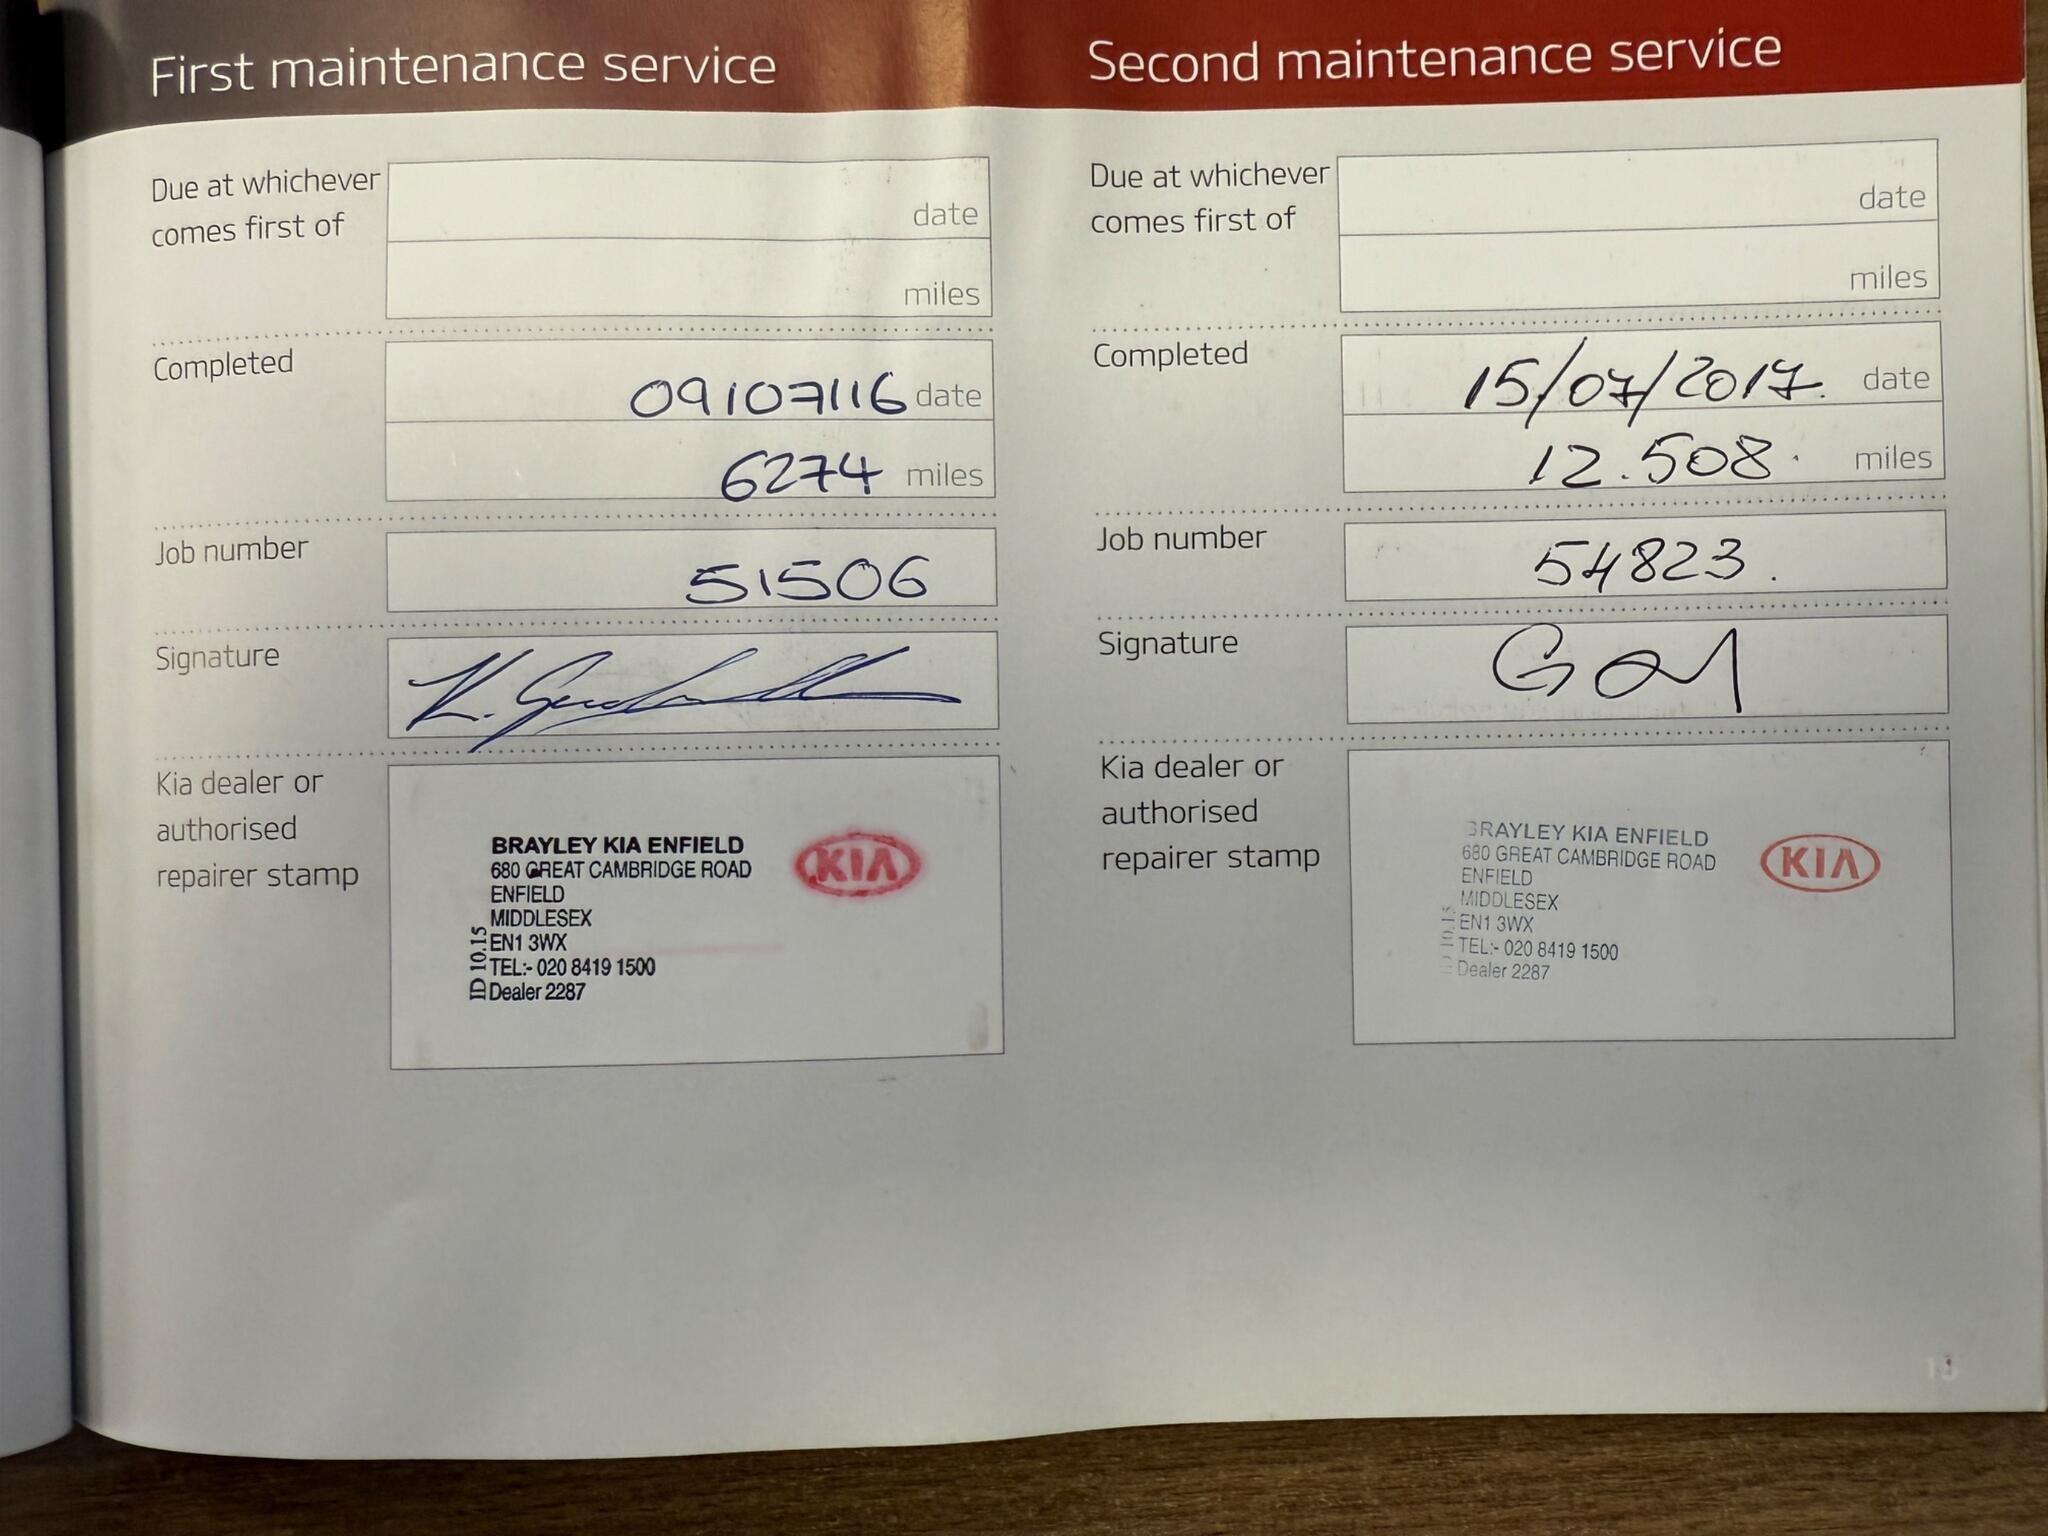 First maintenance service
Due at whichever
comes first of
date
miles
Completed
09/07/16 date
6274 miles
Job number
51506
Signature
Kia dealer or
authorised
repairer stamp
BRAYLEY KIA ENFIELD
680 GREAT CAMBRIDGE ROAD
ENFIELD
MIDDLESEX
EN1 3WX
TEL:- 020 8419 1500
Dealer 2287
ID 10.15
KIA
Second maintenance service
Due at whichever
comes first of
date
miles
Completed
15/07/2017. date
12.508. miles
Job number
54823.
Signature
Kia dealer or
authorised
repairer stamp
BRAYLEY KIA ENFIELD
680 GREAT CAMBRIDGE ROAD
ENFIELD
MIDDLESEX
EN1 3WX
TEL:- 020 8419 1500
Dealer 2287
KIA